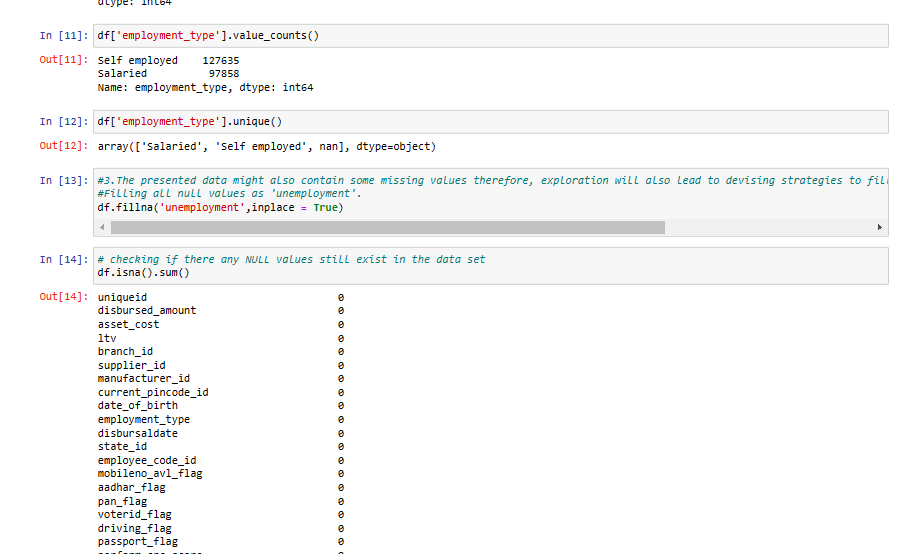 dtype: int64
In [11]: df['employment_type'].value_counts()
Out[11]: Self employed    127635
Salaried          97858
Name: employment_type, dtype: int64
In [12]: df['employment_type'].unique()
Out[12]: array(['Salaried', 'Self employed', nan], dtype=object)
In [13]: #3.The presented data might also contain some missing values therefore, exploration will also lead to devising strategies to fil
#Filling all null values as 'unemployment'.
df.fillna('unemployment',inplace = True)
In [14]: # checking if there any NULL values still exist in the data set
df.isna().sum()
Out[14]: uniqueid 0
disbursed_amount 0
asset_cost 0
ltv 0
branch_id 0
supplier_id 0
manufacturer_id 0
current_pincode_id 0
date_of_birth 0
employment_type 0
disbursaldate 0
state_id 0
employee_code_id 0
mobileno_avl_flag 0
aadhar_flag 0
pan_flag 0
voterid_flag 0
driving_flag 0
passport_flag 0